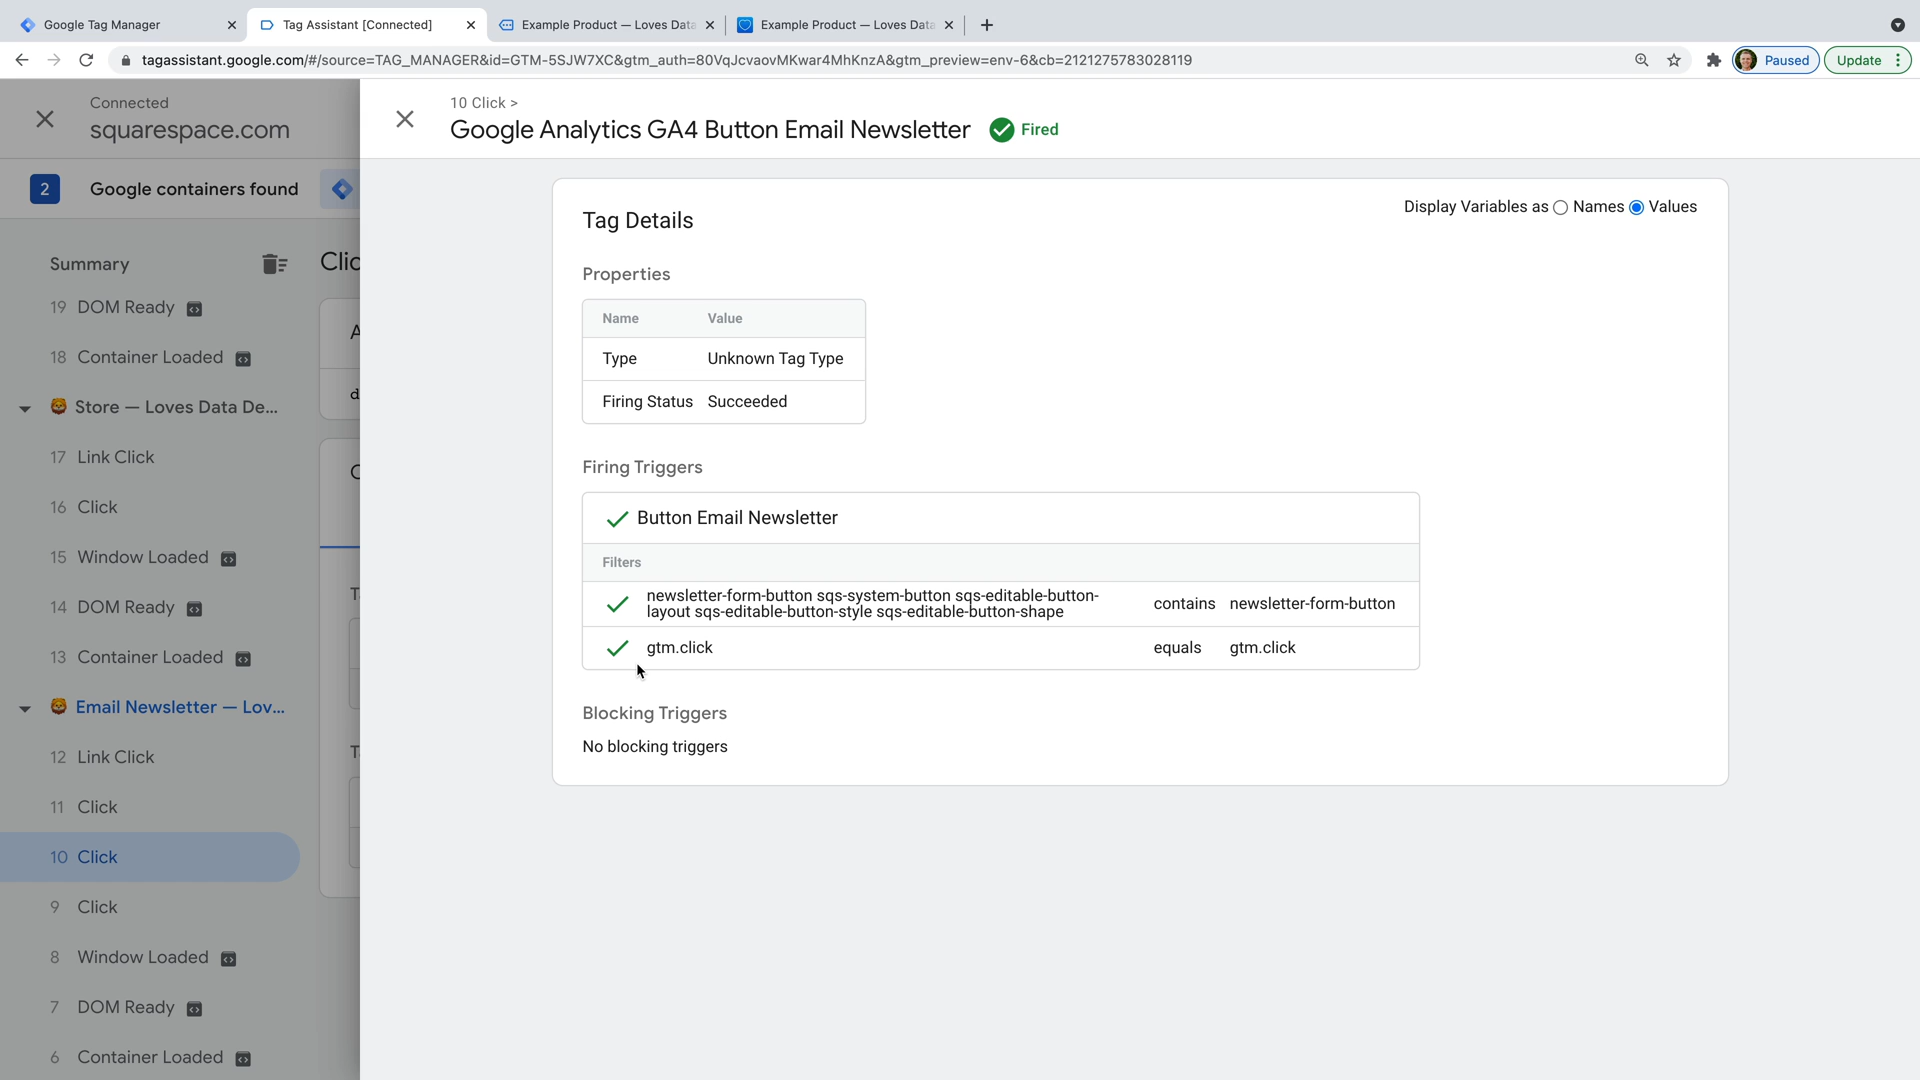 Google Tag Manager
Tag Assistant [Connected]
Example Product — Loves Data
Example Product — Loves Data
tagassistant.google.com/#/source=TAG_MANAGER&id=GTM-5SJW7XC&gtm_auth=80VqJcvaovMKwar4MhKnzA&gtm_preview=env-6&cb=2121275783028119
Paused
Update
Connected
squarespace.com
10 Click >
Google Analytics GA4 Button Email Newsletter
Fired
2
Google containers found
Tag Details
Display Variables as
Names
Values
Summary
Clic
Properties
Name Value
Type Unknown Tag Type
Firing Status Succeeded
19 DOM Ready
18 Container Loaded
Store — Loves Data De...
17 Link Click
16 Click
15 Window Loaded
14 DOM Ready
13 Container Loaded
Email Newsletter — Lov...
12 Link Click
11 Click
10 Click
9 Click
8 Window Loaded
7 DOM Ready
6 Container Loaded
Firing Triggers
Button Email Newsletter
Filters
newsletter-form-button sqs-system-button sqs-editable-button-
layout sqs-editable-button-style sqs-editable-button-shape
contains newsletter-form-button
gtm.click equals gtm.click
Blocking Triggers
No blocking triggers